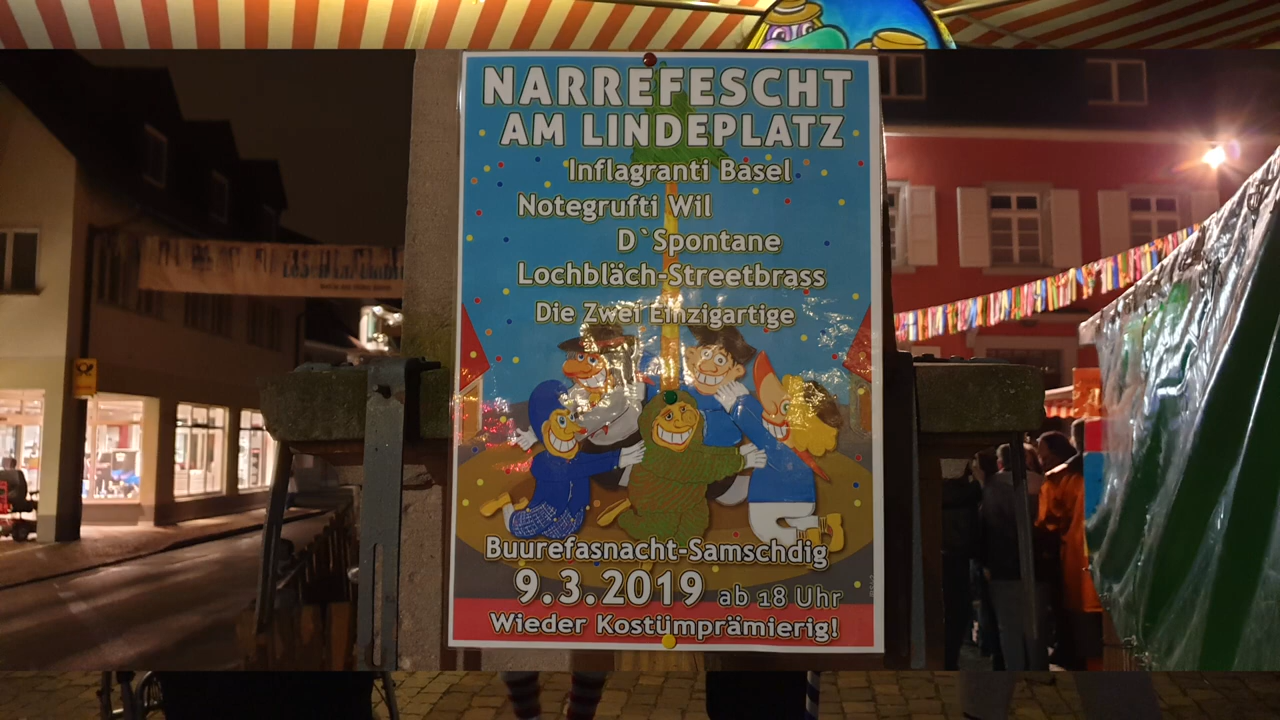 NARREFESCHT
AM LINDEPLATZ
Inflagranti Basel
Notegrufti Wil
D`Spontane
Lochbläch-Streetbrass
Die Zwei Einzigartige
Buurefasnacht-Samschdig
9.3.2019 ab 18 Uhr
Wieder Kostümprämierig!